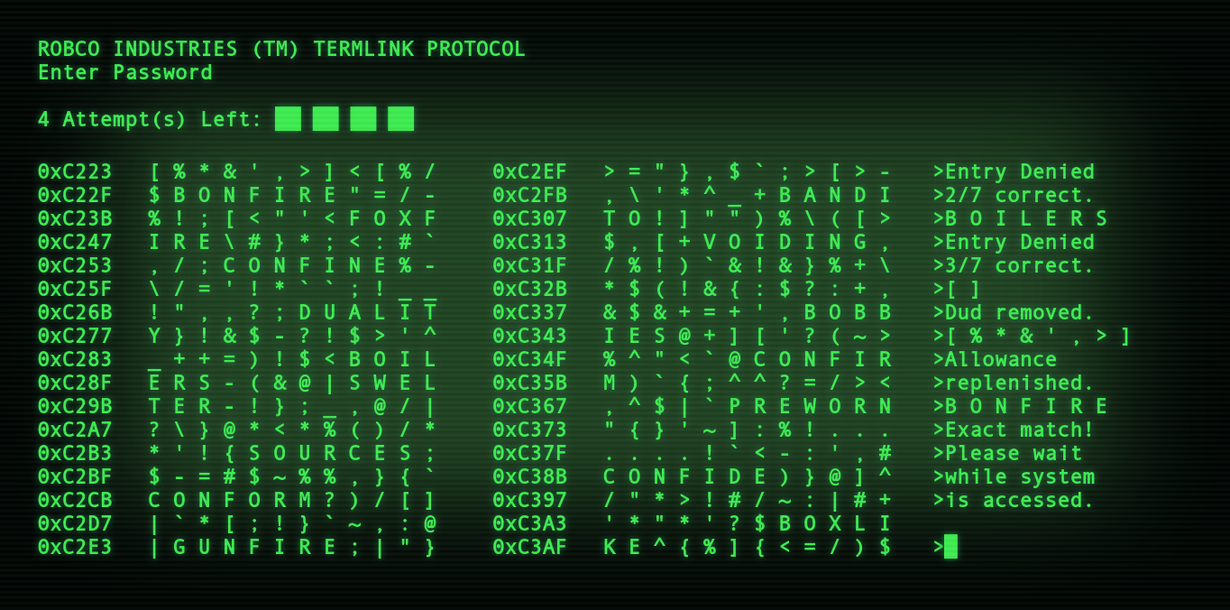 ROBCO INDUSTRIES (TM) TERMLINK PROTOCOL
Enter Password
4 Attempt(s) Left: ██ ██ ██ ██
0xC223 [ % * & ' , > ] < [ % / 0xC2EF > = " } , $ ` ; > [ > - >Entry Denied
0xC22F $ B O N F I R E " = / - 0xC2FB , \ ' * ^ _ + B A N D I >2/7 correct.
0xC23B % ! ; [ < " ' < F O X F 0xC307 T O ! ] " " ) % \ ( [ > >B O I L E R S
0xC247 I R E \ # } * ; < : # ` 0xC313 $ , [ + V O I D I N G , >Entry Denied
0xC253 , / ; C O N F I N E % - 0xC31F / % ! ) ` & ! & } % + \ >3/7 correct.
0xC25F \ / = ' ! * ` ` ; ! _ _ 0xC32B * $ ( ! & { : $ ? : + , >[ ]
0xC26B ! " , , ? ; D U A L I T 0xC337 & $ & + = + ' , B O B B >Dud removed.
0xC277 Y } ! & $ - ? ! $ > ' ^ 0xC343 I E S @ + ] [ ' ? ( ~ > >[ % * & ' , > ]
0xC283 _ + + = ) ! $ < B O I L 0xC34F % ^ " < ` @ C O N F I R >Allowance
0xC28F E R S - ( & @ | S W E L 0xC35B M ) ` { ; ^ ^ ? = / > < >replenished.
0xC29B T E R - ! } ; _ , @ / | 0xC367 , ^ $ | ` P R E W O R N >B O N F I R E
0xC2A7 ? \ } @ * < * % ( ) / * 0xC373 " { } ' ~ ] : % ! . . . >Exact match!
0xC2B3 * ' ! { S O U R C E S ; 0xC37F . . . . ! ` < - : ' , # >Please wait
0xC2BF $ - = # $ ~ % % , } { ` 0xC38B C O N F I D E ) } @ ] ^ >while system
0xC2CB C O N F O R M ? ) / [ ] 0xC397 / " * > ! # / ~ : | # + >is accessed.
0xC2D7 | ` * [ ; ! } ` ~ , : @ 0xC3A3 ' * " * ' ? $ B O X L I
0xC2E3 | G U N F I R E ; | " } 0xC3AF K E ^ { % ] { < = / ) $ >█